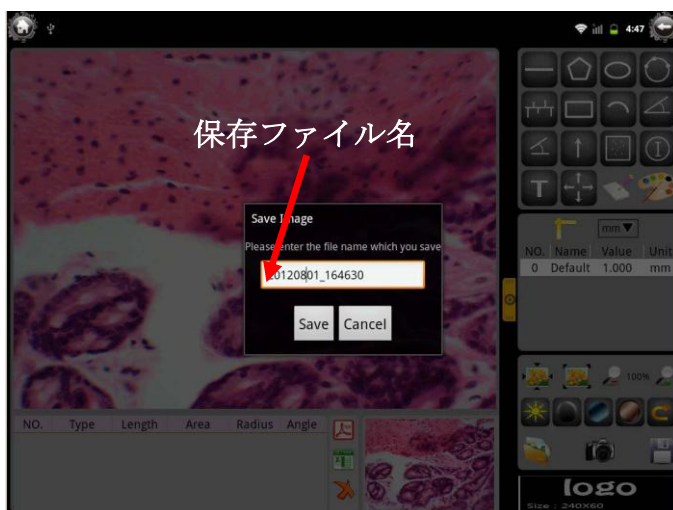 4:47
保存ファイル名
Save Image
Please enter the file name which you save
20120801_164630
Save Cancel
T
mm▼
NO. Name Value Unit
0 Default 1.000 mm
100%
NO. Type Length Area Radius Angle
logo
Size : 240X60